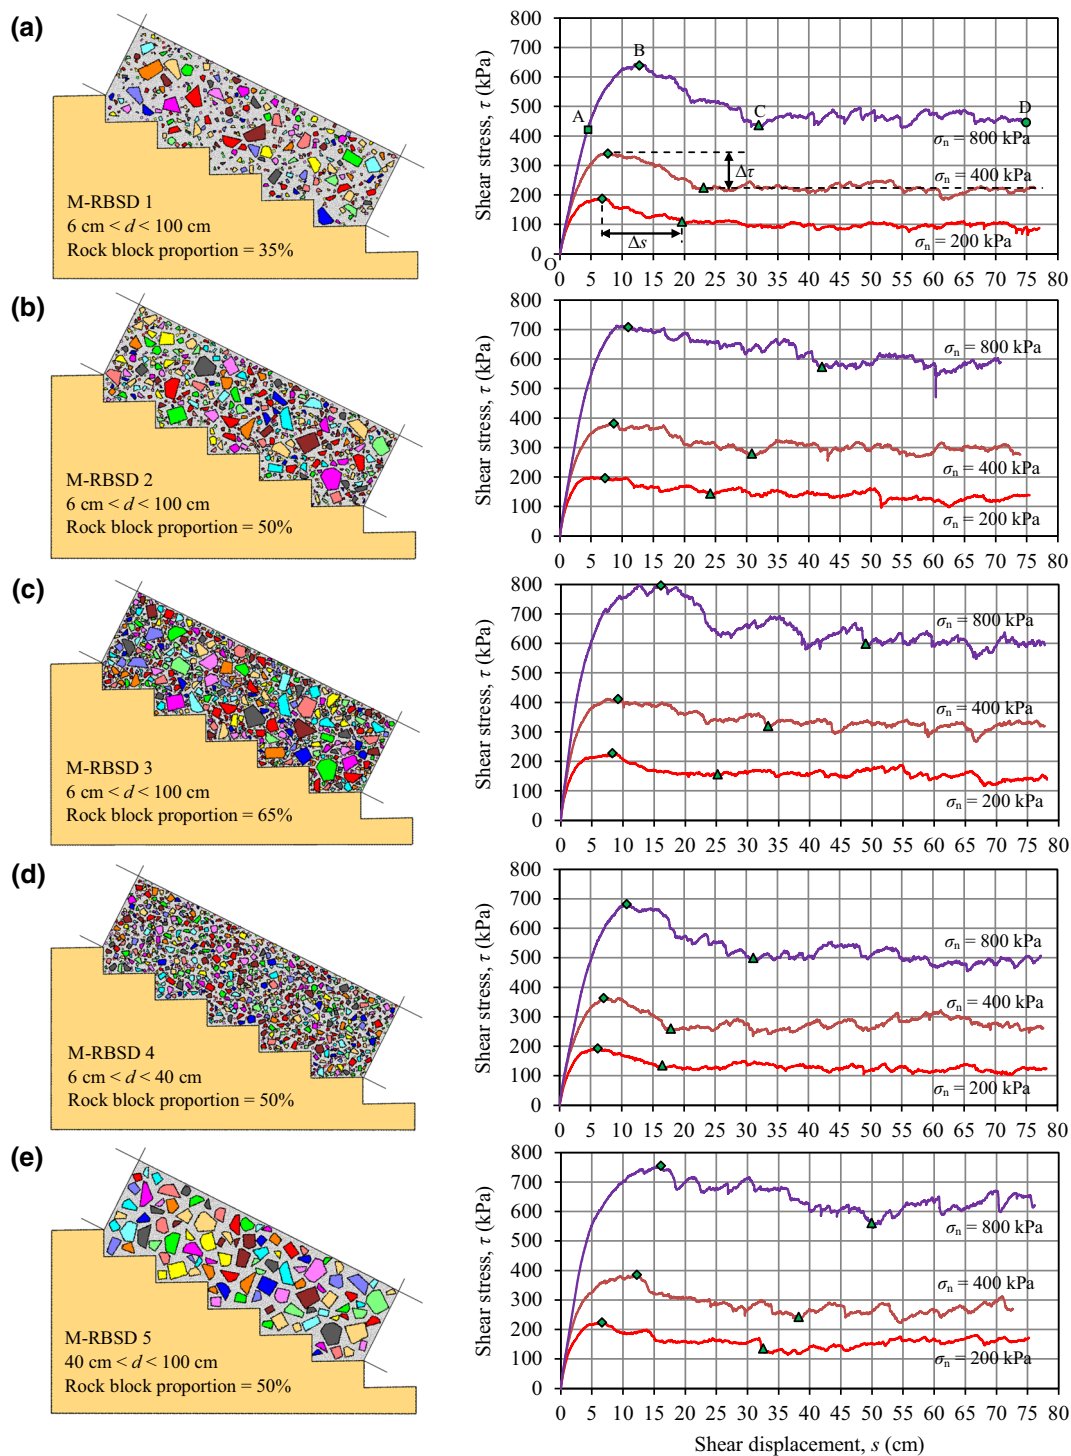 (a)
M-RBSD 1
6 cm < d < 100 cm
Rock block proportion = 35%
Shear stress, τ (kPa)
800
700
600
500
400
300
200
100
0
O
A
B
C
D
σn = 800 kPa
Δτ
σn = 400 kPa
Δs
σn = 200 kPa
0 5 10 15 20 25 30 35 40 45 50 55 60 65 70 75 80
(b)
M-RBSD 2
6 cm < d < 100 cm
Rock block proportion = 50%
Shear stress, τ (kPa)
800
700
600
500
400
300
200
100
0
σn = 800 kPa
σn = 400 kPa
σn = 200 kPa
0 5 10 15 20 25 30 35 40 45 50 55 60 65 70 75 80
(c)
M-RBSD 3
6 cm < d < 100 cm
Rock block proportion = 65%
Shear stress, τ (kPa)
800
700
600
500
400
300
200
100
0
σn = 800 kPa
σn = 400 kPa
σn = 200 kPa
0 5 10 15 20 25 30 35 40 45 50 55 60 65 70 75 80
(d)
M-RBSD 4
6 cm < d < 40 cm
Rock block proportion = 50%
Shear stress, τ (kPa)
800
700
600
500
400
300
200
100
0
σn = 800 kPa
σn = 400 kPa
σn = 200 kPa
0 5 10 15 20 25 30 35 40 45 50 55 60 65 70 75 80
(e)
M-RBSD 5
40 cm < d < 100 cm
Rock block proportion = 50%
Shear stress, τ (kPa)
800
700
600
500
400
300
200
100
0
σn = 800 kPa
σn = 400 kPa
σn = 200 kPa
0 5 10 15 20 25 30 35 40 45 50 55 60 65 70 75 80
Shear displacement, s (cm)